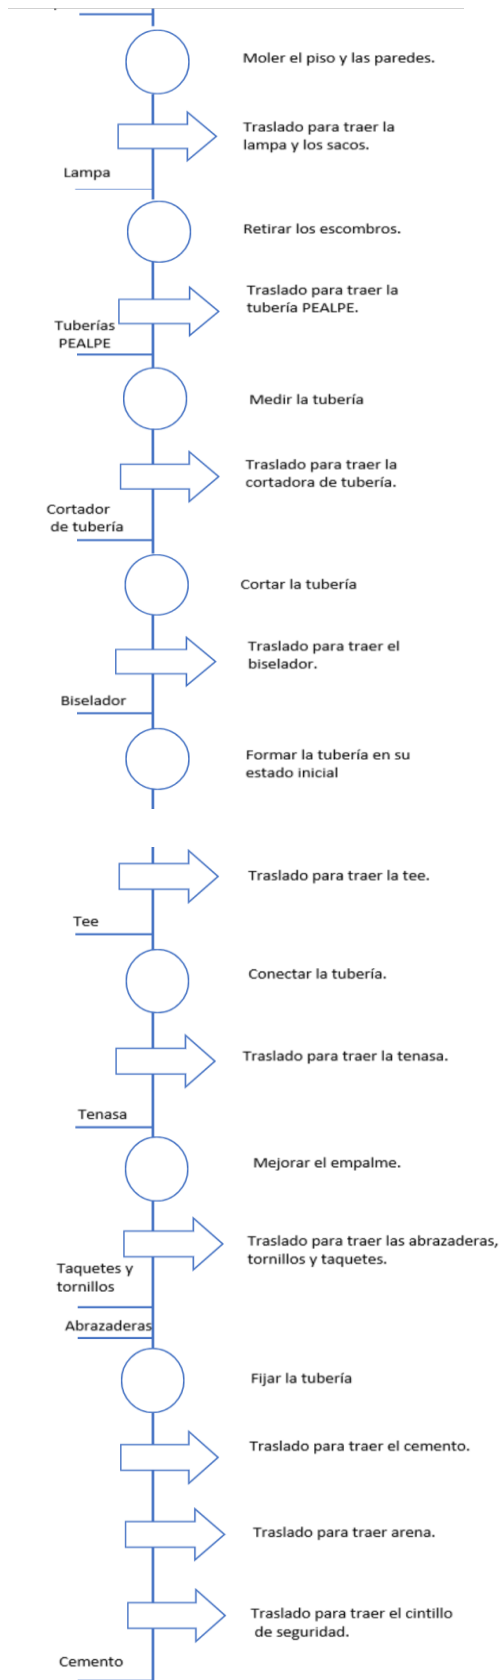 Moler el piso y las paredes.
Traslado para traer la
lampa y los sacos.
Lampa
Retirar los escombros.
Traslado para traer la
tubería PEALPE.
Tuberías
PEALPE
Medir la tubería
Traslado para traer la
cortadora de tubería.
Cortador
de tubería
Cortar la tubería
Traslado para traer el
biselador.
Biselador
Formar la tubería en su
estado inicial
Traslado para traer la tee.
Tee
Conectar la tubería.
Traslado para traer la tenasa.
Tenasa
Mejorar el empalme.
Traslado para traer las abrazaderas,
tornillos y taquetes.
Taquetes y
tornillos
Abrazaderas
Fijar la tubería
Traslado para traer el cemento.
Traslado para traer arena.
Traslado para traer el cintillo
de seguridad.
Cemento